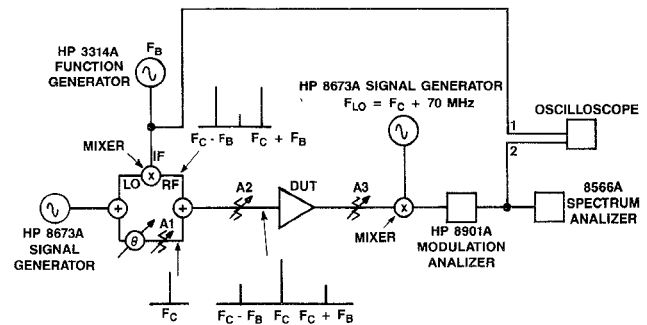 HP 3314A
FUNCTION
GENERATOR
F_B
HP 8673A SIGNAL GENERATOR
F_LO = F_C + 70 MHz
OSCILLOSCOPE
1
2
MIXER
IF
LO
RF
F_C - F_B
F_C + F_B
A2
DUT
A3
8566A
SPECTRUM
ANALIZER
HP 8673A
SIGNAL
GENERATOR
θ
A1
MIXER
HP 8901A
MODULATION
ANALIZER
F_C
F_C - F_B
F_C
F_C + F_B